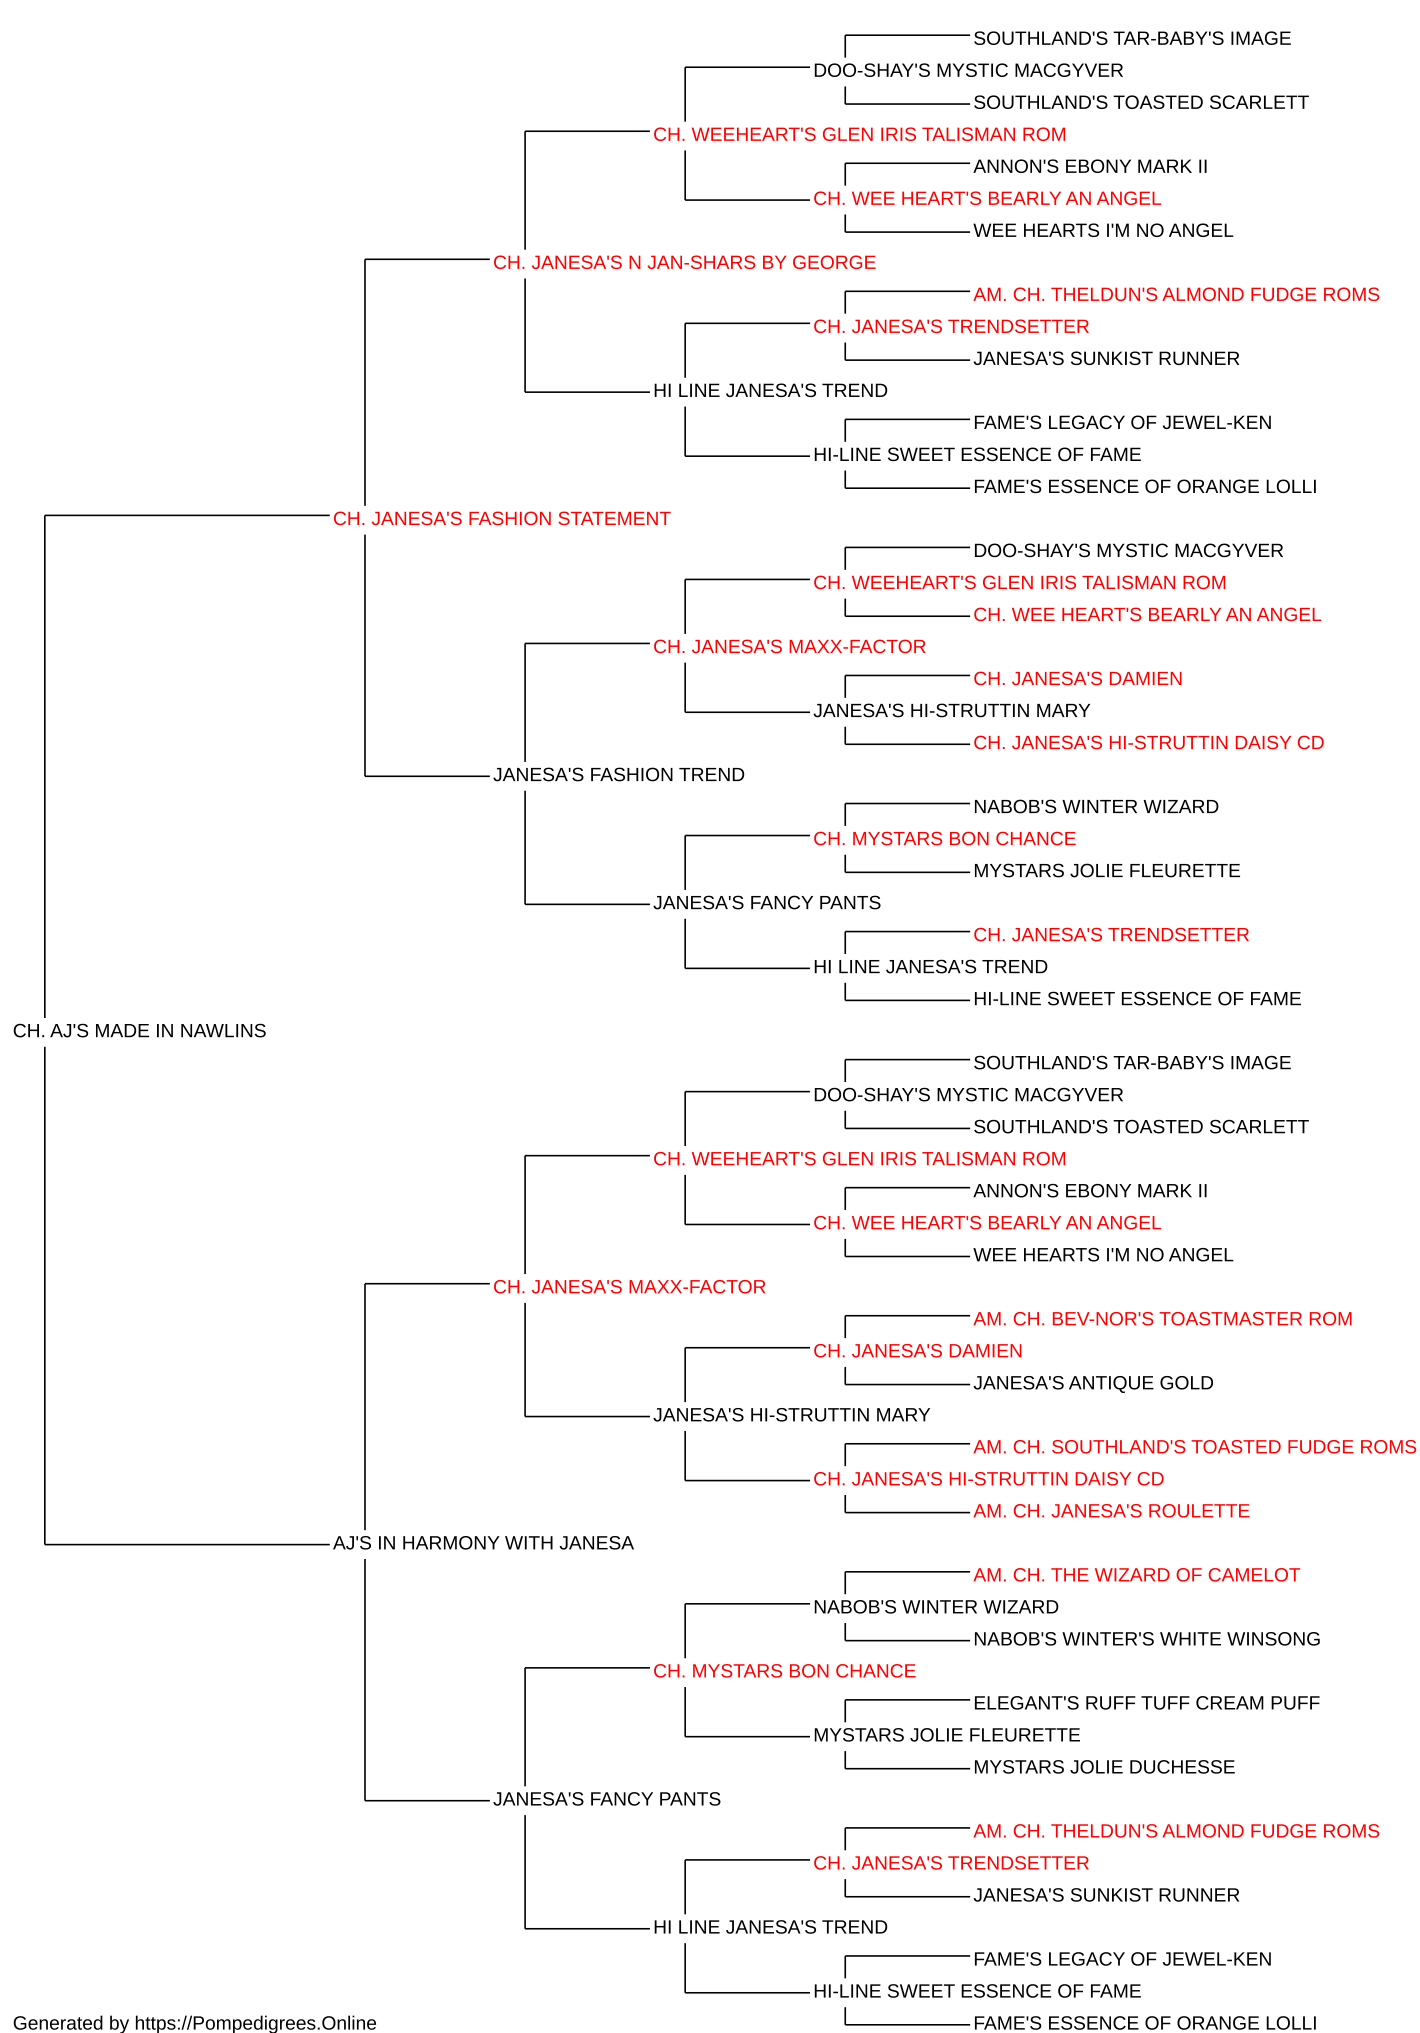 SOUTHLAND'S TAR-BABY'S IMAGE
DOO-SHAY'S MYSTIC MACGYVER
SOUTHLAND'S TOASTED SCARLETT
CH. WEEHEART'S GLEN IRIS TALISMAN ROM
ANNON'S EBONY MARK II
CH. WEE HEART'S BEARLY AN ANGEL
WEE HEARTS I'M NO ANGEL
CH. JANESA'S N JAN-SHARS BY GEORGE
AM. CH. THELDUN'S ALMOND FUDGE ROMS
CH. JANESA'S TRENDSETTER
JANESA'S SUNKIST RUNNER
HI LINE JANESA'S TREND
FAME'S LEGACY OF JEWEL-KEN
HI-LINE SWEET ESSENCE OF FAME
FAME'S ESSENCE OF ORANGE LOLLI
CH. JANESA'S FASHION STATEMENT
DOO-SHAY'S MYSTIC MACGYVER
CH. WEEHEART'S GLEN IRIS TALISMAN ROM
CH. WEE HEART'S BEARLY AN ANGEL
CH. JANESA'S MAXX-FACTOR
CH. JANESA'S DAMIEN
JANESA'S HI-STRUTTIN MARY
CH. JANESA'S HI-STRUTTIN DAISY CD
JANESA'S FASHION TREND
NABOB'S WINTER WIZARD
CH. MYSTARS BON CHANCE
MYSTARS JOLIE FLEURETTE
JANESA'S FANCY PANTS
CH. JANESA'S TRENDSETTER
HI LINE JANESA'S TREND
HI-LINE SWEET ESSENCE OF FAME
CH. AJ'S MADE IN NAWLINS
SOUTHLAND'S TAR-BABY'S IMAGE
DOO-SHAY'S MYSTIC MACGYVER
SOUTHLAND'S TOASTED SCARLETT
CH. WEEHEART'S GLEN IRIS TALISMAN ROM
ANNON'S EBONY MARK II
CH. WEE HEART'S BEARLY AN ANGEL
WEE HEARTS I'M NO ANGEL
CH. JANESA'S MAXX-FACTOR
AM. CH. BEV-NOR'S TOASTMASTER ROM
CH. JANESA'S DAMIEN
JANESA'S ANTIQUE GOLD
JANESA'S HI-STRUTTIN MARY
AM. CH. SOUTHLAND'S TOASTED FUDGE ROMS
CH. JANESA'S HI-STRUTTIN DAISY CD
AM. CH. JANESA'S ROULETTE
AJ'S IN HARMONY WITH JANESA
AM. CH. THE WIZARD OF CAMELOT
NABOB'S WINTER WIZARD
NABOB'S WINTER'S WHITE WINSONG
CH. MYSTARS BON CHANCE
ELEGANT'S RUFF TUFF CREAM PUFF
MYSTARS JOLIE FLEURETTE
MYSTARS JOLIE DUCHESSE
JANESA'S FANCY PANTS
AM. CH. THELDUN'S ALMOND FUDGE ROMS
CH. JANESA'S TRENDSETTER
JANESA'S SUNKIST RUNNER
HI LINE JANESA'S TREND
FAME'S LEGACY OF JEWEL-KEN
HI-LINE SWEET ESSENCE OF FAME
FAME'S ESSENCE OF ORANGE LOLLI
Generated by https://Pompedigrees.Online